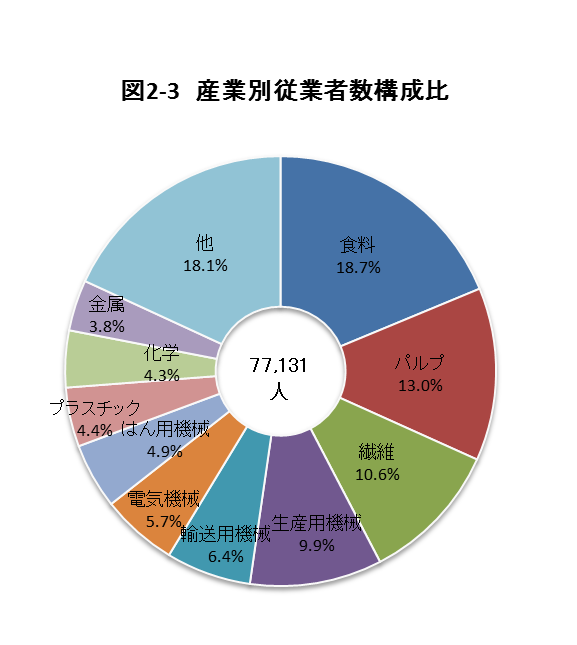 図2-3 産業別従業者数構成比
食料
18.7%
パルプ
13.0%
繊維
10.6%
生産用機械
9.9%
輸送用機械
6.4%
電気機械
5.7%
はん用機械
4.9%
プラスチック
4.4%
化学
4.3%
金属
3.8%
他
18.1%
77,131
人